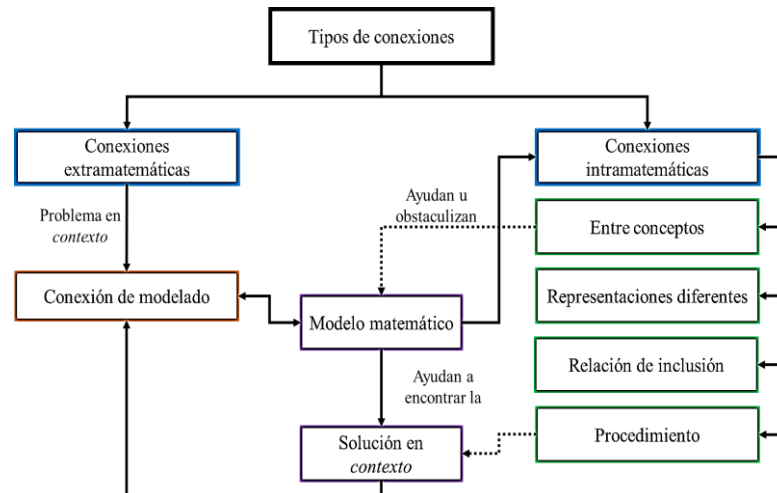 Tipos de conexiones
Conexiones
extramatemáticas
Conexiones
intramatemáticas
Problema en
contexto
Ayudan u
obstaculizan
Entre conceptos
Conexión de modelado
Modelo matemático
Representaciones diferentes
Relación de inclusión
Ayudan a
encontrar la
Solución en
contexto
Procedimiento